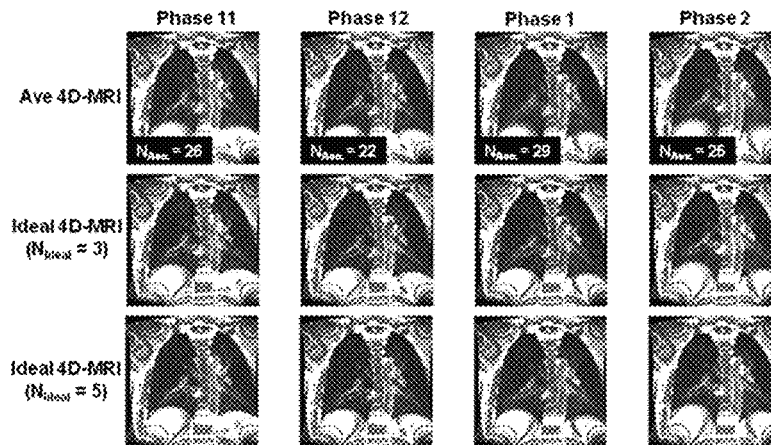 Phase 11 Phase 12 Phase 1 Phase 2
Ave 4D-MRI
N_Ave. = 26 N_Ave. = 22 N_Ave. = 29 N_Ave. = 25
Ideal 4D-MRI
(N_Ideal = 3)
Ideal 4D-MRI
(N_Ideal = 5)